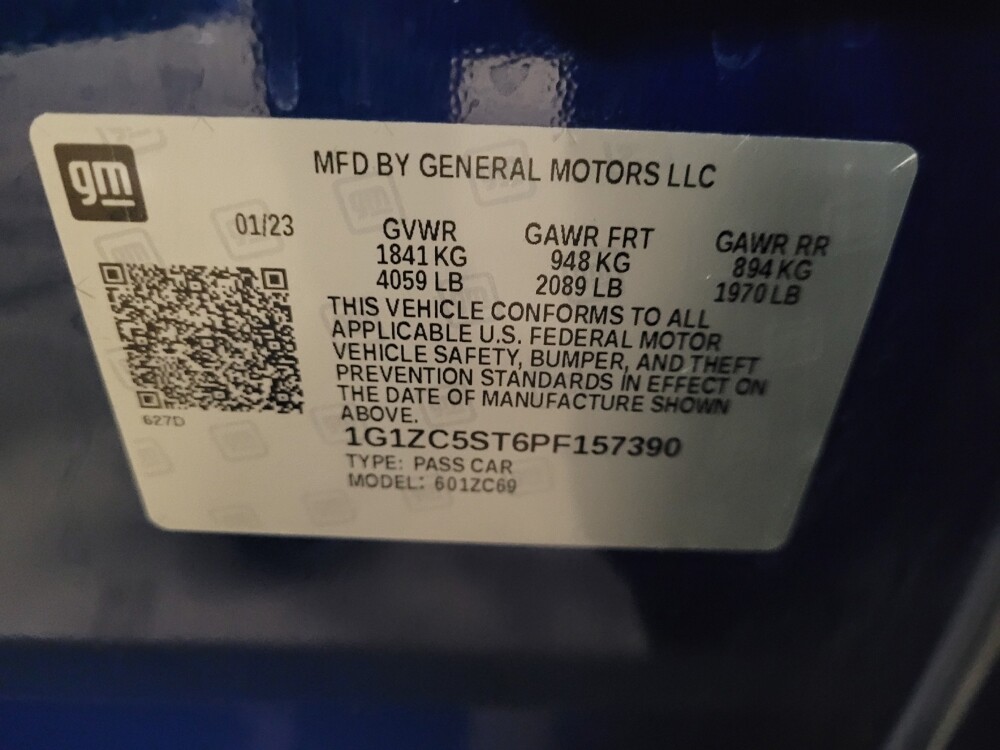 gm
MFD BY GENERAL MOTORS LLC
01/23
GVWR GAWR FRT GAWR RR
1841 KG 948 KG 894 KG
4059 LB 2089 LB 1970 LB
THIS VEHICLE CONFORMS TO ALL
APPLICABLE U.S. FEDERAL MOTOR
VEHICLE SAFETY, BUMPER, AND THEFT
PREVENTION STANDARDS IN EFFECT ON
THE DATE OF MANUFACTURE SHOWN
ABOVE.
627D
1G1ZC5ST6PF157390
TYPE: PASS CAR
MODEL: 601ZC69